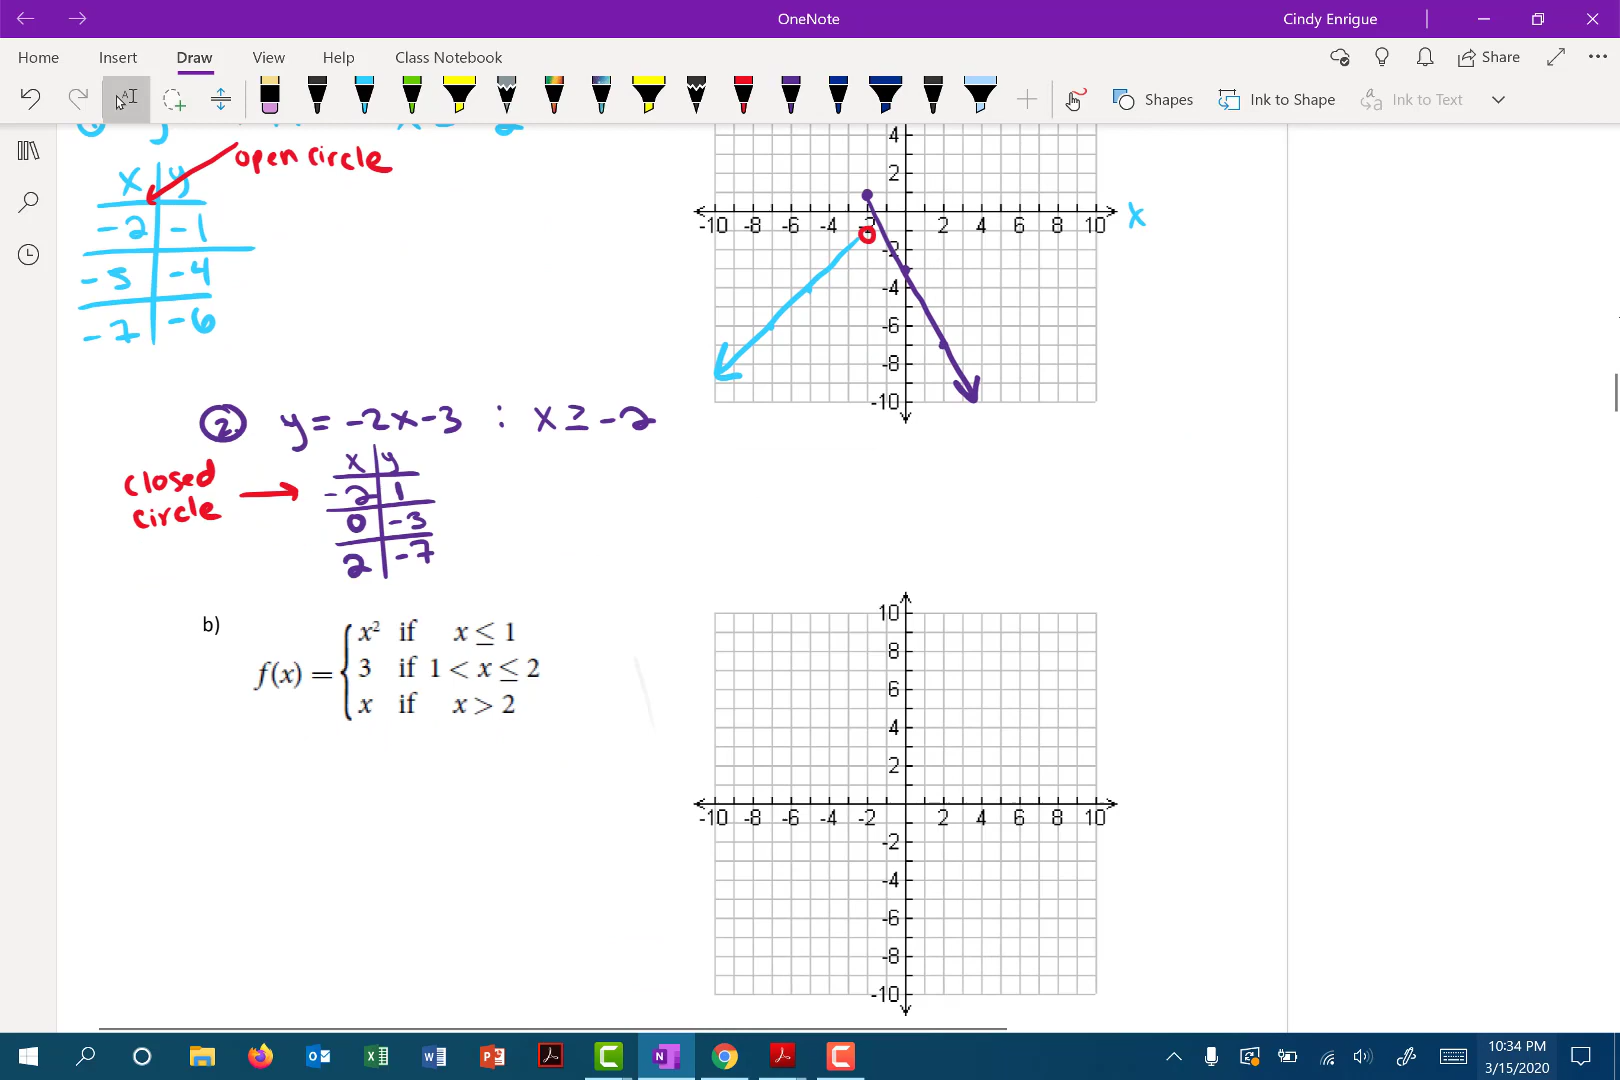 OneNote
Cindy Enrigue
Home Insert Draw View Help Class Notebook
Share
Shapes Ink to Shape Ink to Text
open circle
x y
-2 -1
-5 -4
-7 -6
4
2
-10 -8 -6 -4 -2 2 4 6 8 10
x
-2
-4
-6
-8
-10
2. y = -2x - 3 : x ≥ -2
closed
circle
x y
-2 1
0 -3
2 -7
b)
f(x) = { x² if x ≤ 1
3 if 1 < x ≤ 2
x if x > 2
10
8
6
4
2
-10 -8 -6 -4 -2 2 4 6 8 10
-2
-4
-6
-8
-10
10:34 PM
3/15/2020